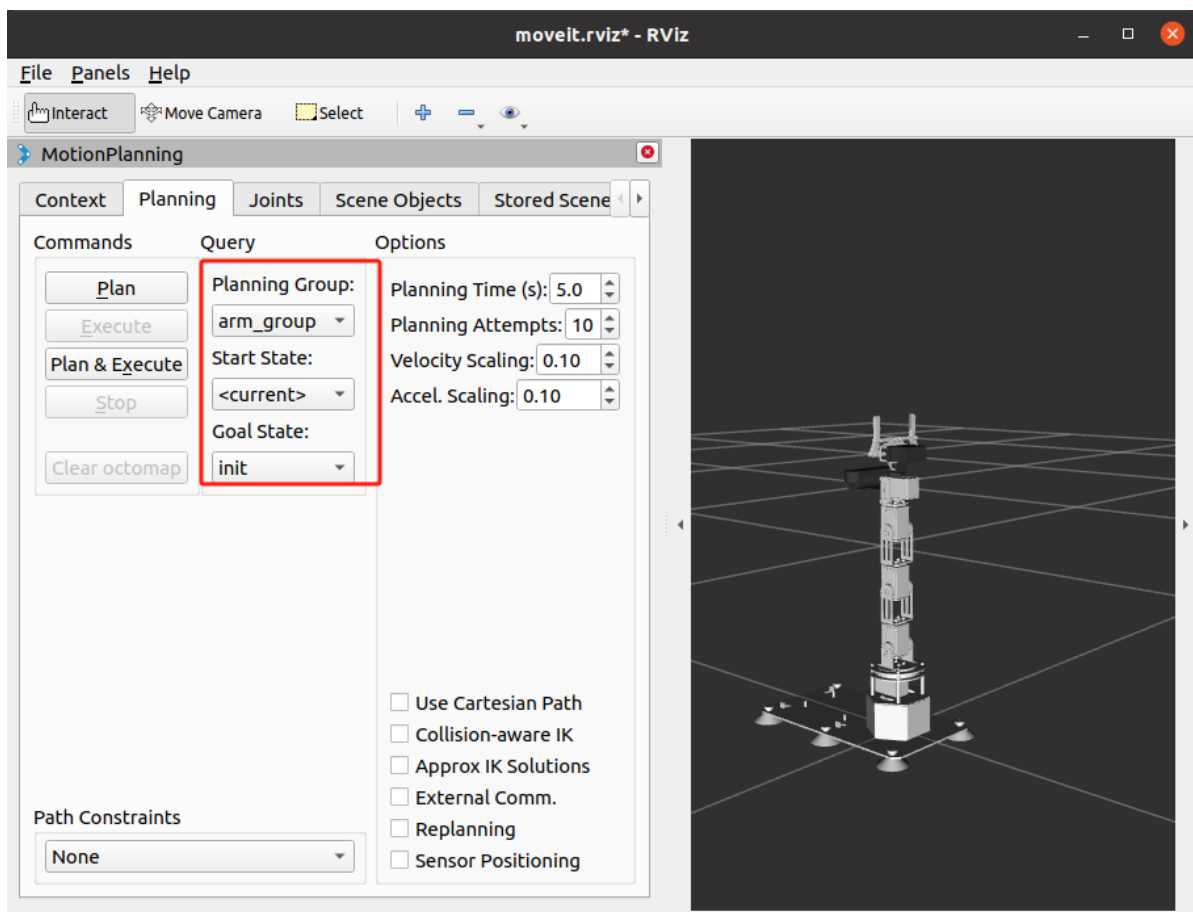 moveit.rviz* - RViz
File Panels Help
Interact Move Camera Select
MotionPlanning
Context Planning Joints Scene Objects Stored Scene
Commands Query Options
Plan
Execute
Plan & Execute
Stop
Clear octomap
Planning Group:
arm_group
Start State:
<current>
Goal State:
init
Planning Time (s): 5.0
Planning Attempts: 10
Velocity Scaling: 0.10
Accel. Scaling: 0.10
Use Cartesian Path
Collision-aware IK
Approx IK Solutions
External Comm.
Replanning
Sensor Positioning
Path Constraints
None